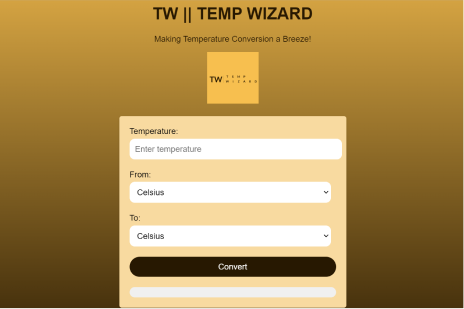 TW || TEMP WIZARD
Making Temperature Conversion a Breeze!
TW TEMP
WIZARD
Temperature:
Enter temperature
From:
Celsius
To:
Celsius
Convert